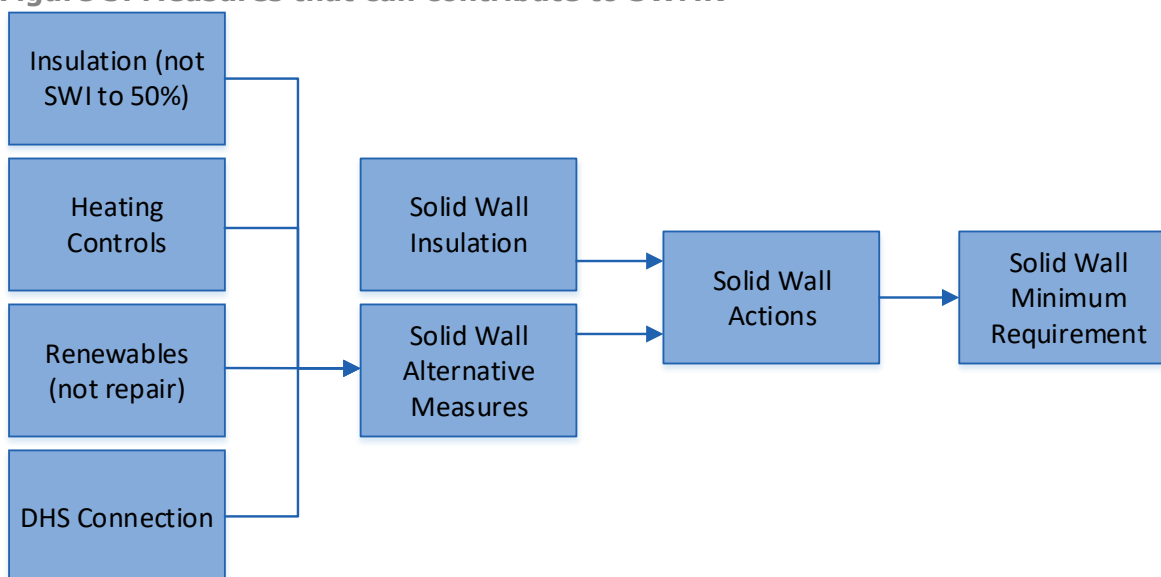 Insulation (not
SWI to 50%)
Heating
Controls
Renewables
(not repair)
DHS Connection
Solid Wall
Insulation
Solid Wall
Alternative
Measures
Solid Wall
Actions
Solid Wall
Minimum
Requirement